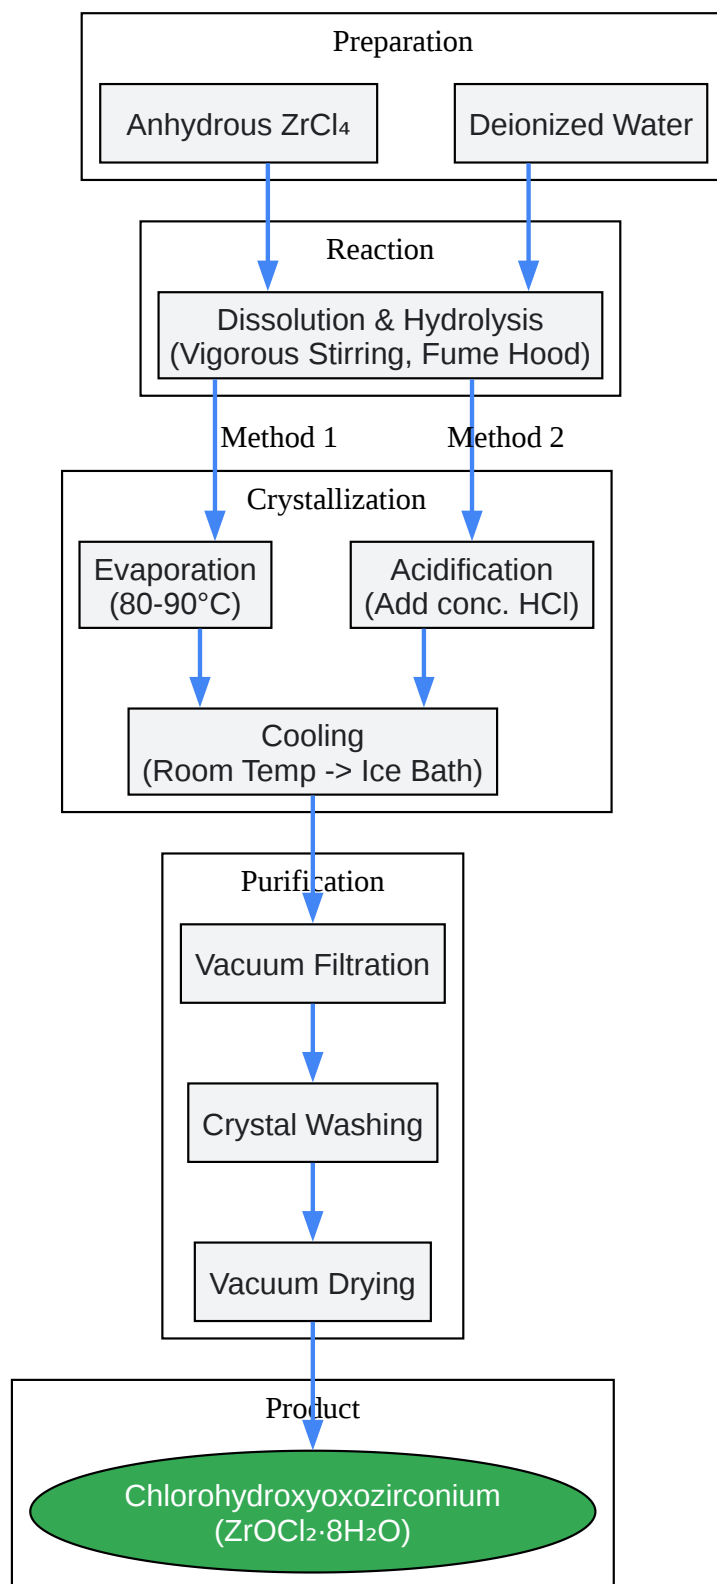 Preparation
Anhydrous ZrCl₄
Deionized Water
Reaction
Dissolution & Hydrolysis
(Vigorous Stirring, Fume Hood)
Method 1
Method 2
Crystallization
Evaporation
(80-90°C)
Acidification
(Add conc. HCl)
Cooling
(Room Temp -> Ice Bath)
Purification
Vacuum Filtration
Crystal Washing
Vacuum Drying
Product
Chlorohydroxyoxozirconium
(ZrOCl₂·8H₂O)